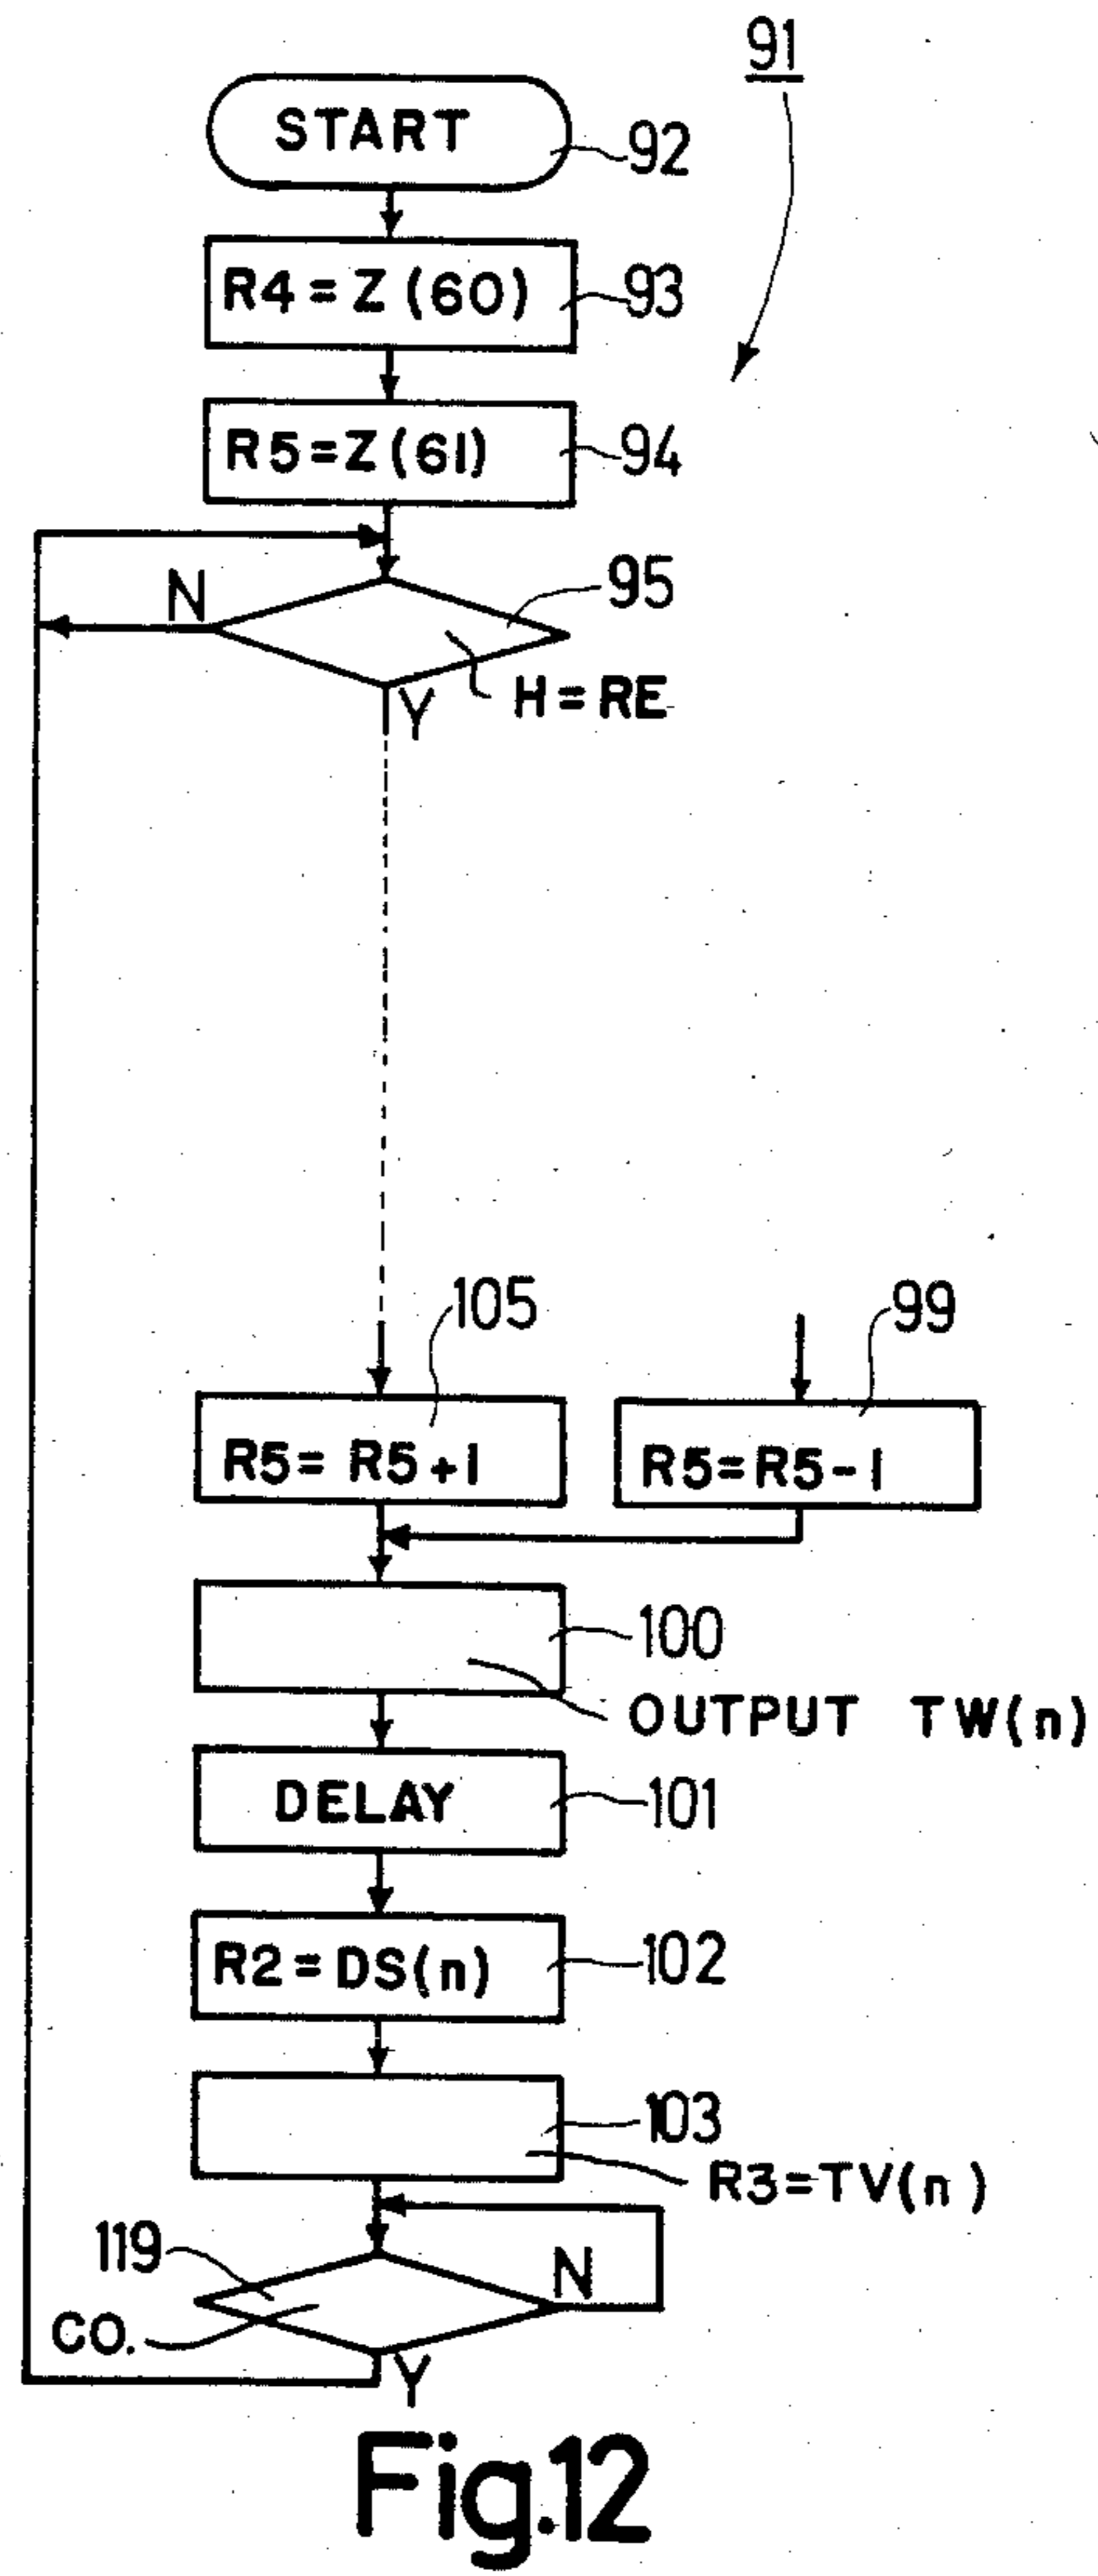 91
START
92
R4 = Z (60)
93
R5 = Z (61)
94
N
95
H = RE
Y
105
99
R5 = R5 + 1
R5 = R5 - 1
100
OUTPUT TW(n)
DELAY
101
R2 = DS(n)
102
103
R3 = TV(n)
119
N
CO.
Y
Fig.12